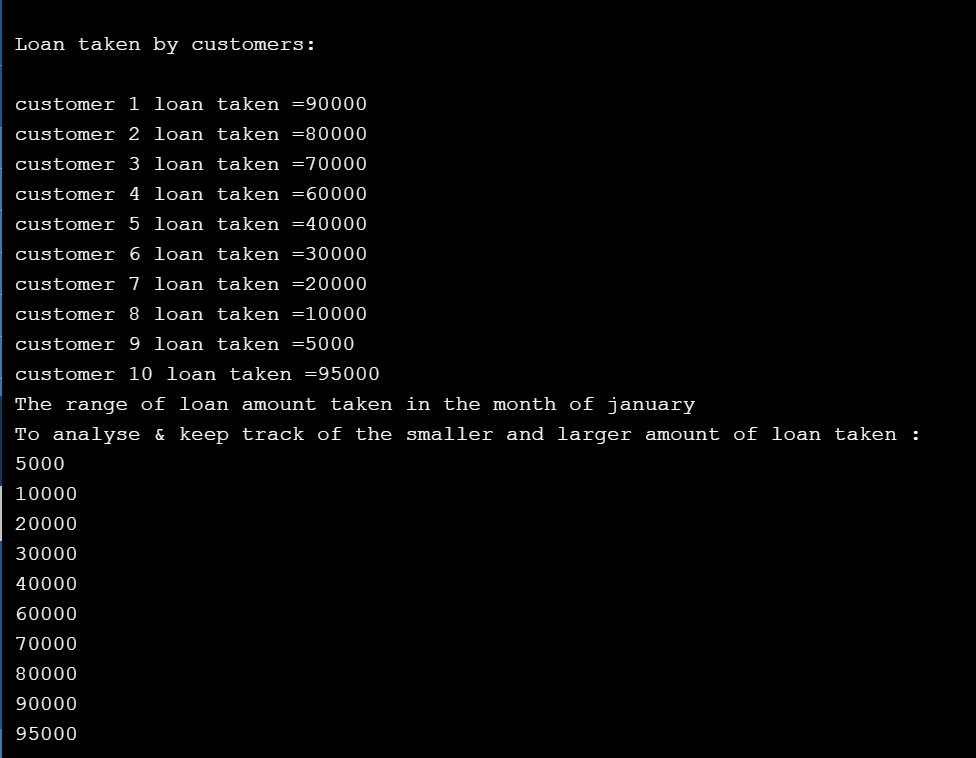 Loan taken by customers:
customer 1 loan taken =90000
customer 2 loan taken =80000
customer 3 loan taken =70000
customer 4 loan taken =60000
customer 5 loan taken =40000
customer 6 loan taken =30000
customer 7 loan taken =20000
customer 8 loan taken =10000
customer 9 loan taken =5000
customer 10 loan taken =95000
The range of loan amount taken in the month of january
To analyse & keep track of the smaller and larger amount of loan taken :
5000
10000
20000
30000
40000
60000
70000
80000
90000
95000